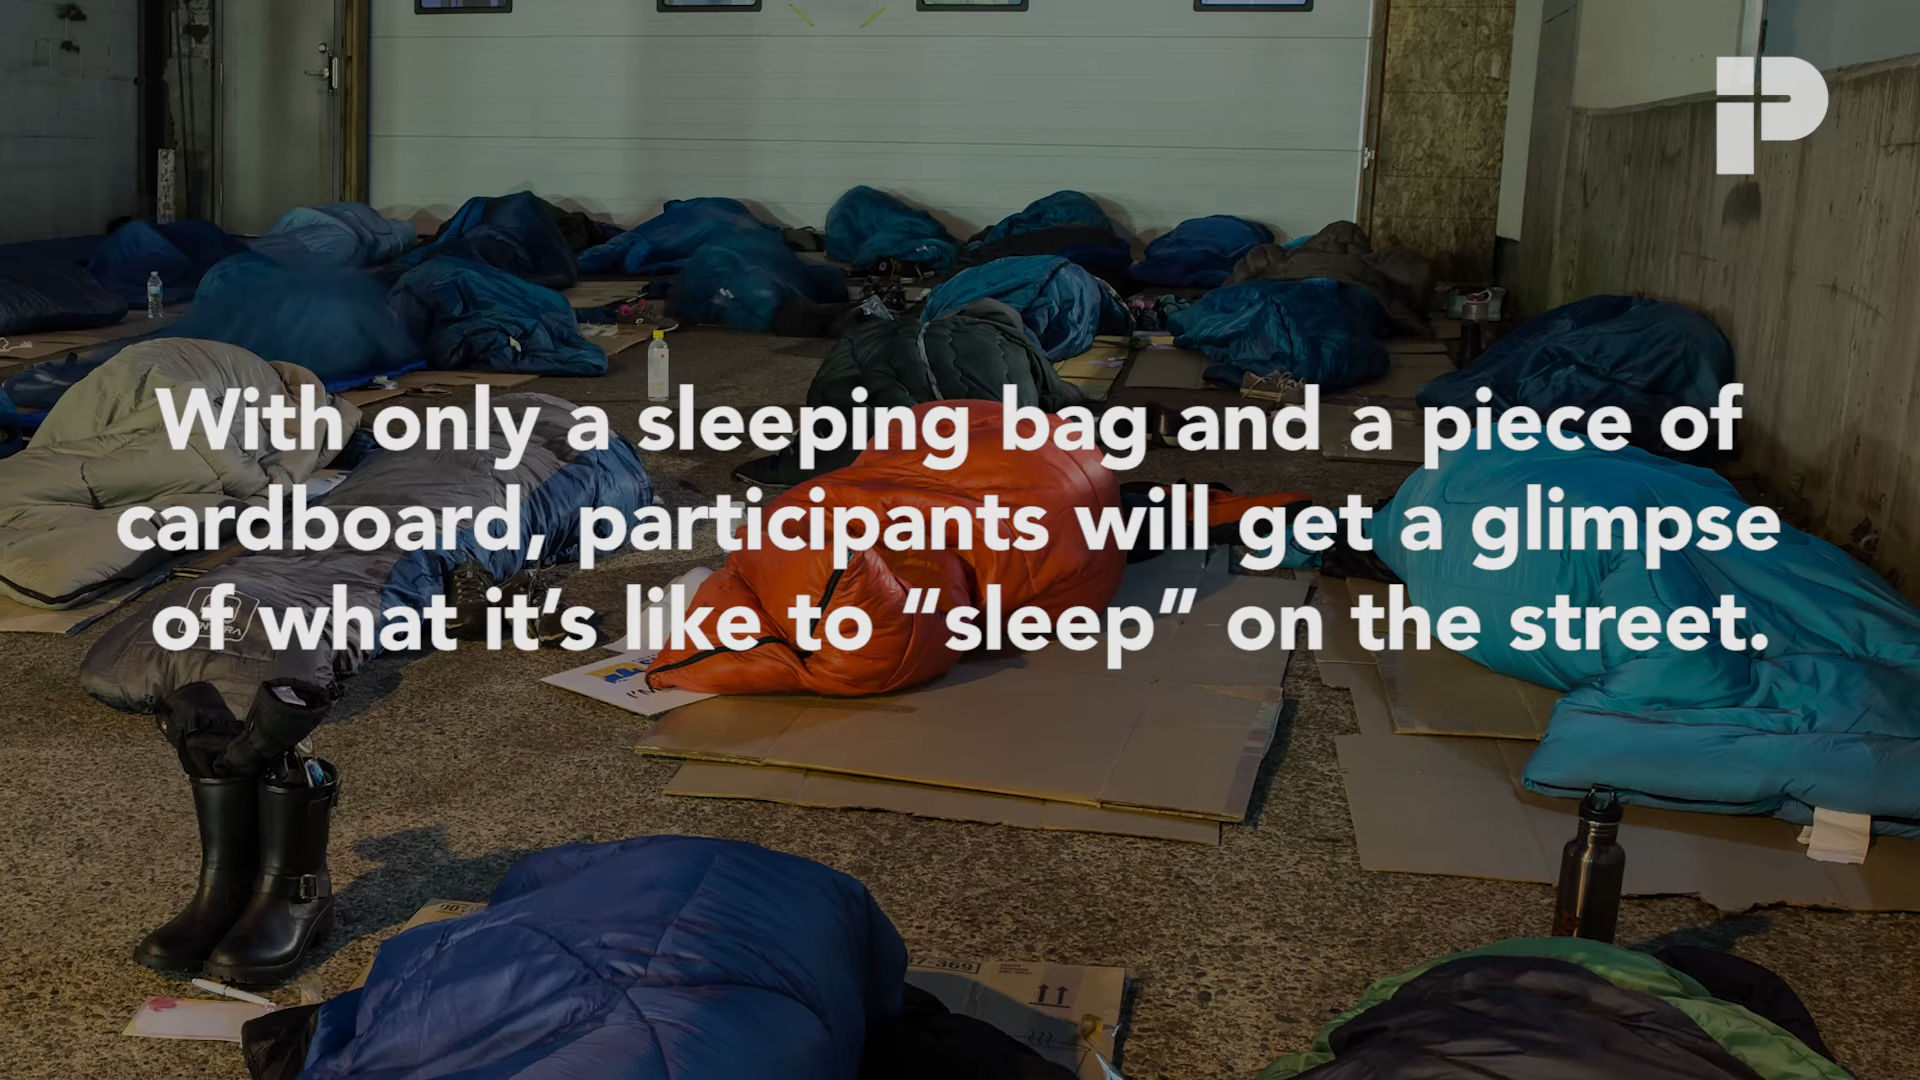 With only a sleeping bag and a piece of
cardboard, participants will get a glimpse
of what it’s like to “sleep” on the street.